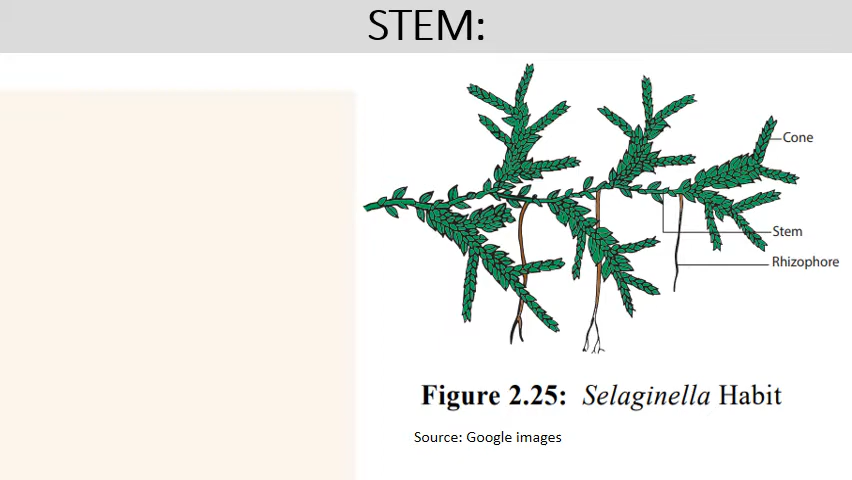 STEM:
Cone
Stem
Rhizophore
Figure 2.25: Selaginella Habit
Source: Google images